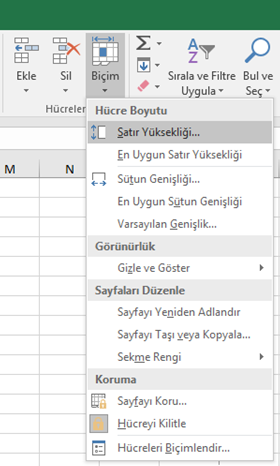 Ekle
Sil
Biçim
Sırala ve Filtre
Uygula
Bul ve
Seç
Hücreler
Hücre Boyutu
Satır Yüksekliği...
En Uygun Satır Yüksekliği
Sütun Genişliği...
En Uygun Sütun Genişliği
Varsayılan Genişlik...
Görünürlük
Gizle ve Göster
Sayfaları Düzenle
Sayfayı Yeniden Adlandır
Sayfayı Taşı veya Kopyala...
Sekme Rengi
Koruma
Sayfayı Koru...
Hücreyi Kilitle
Hücreleri Biçimlendir...
M
N